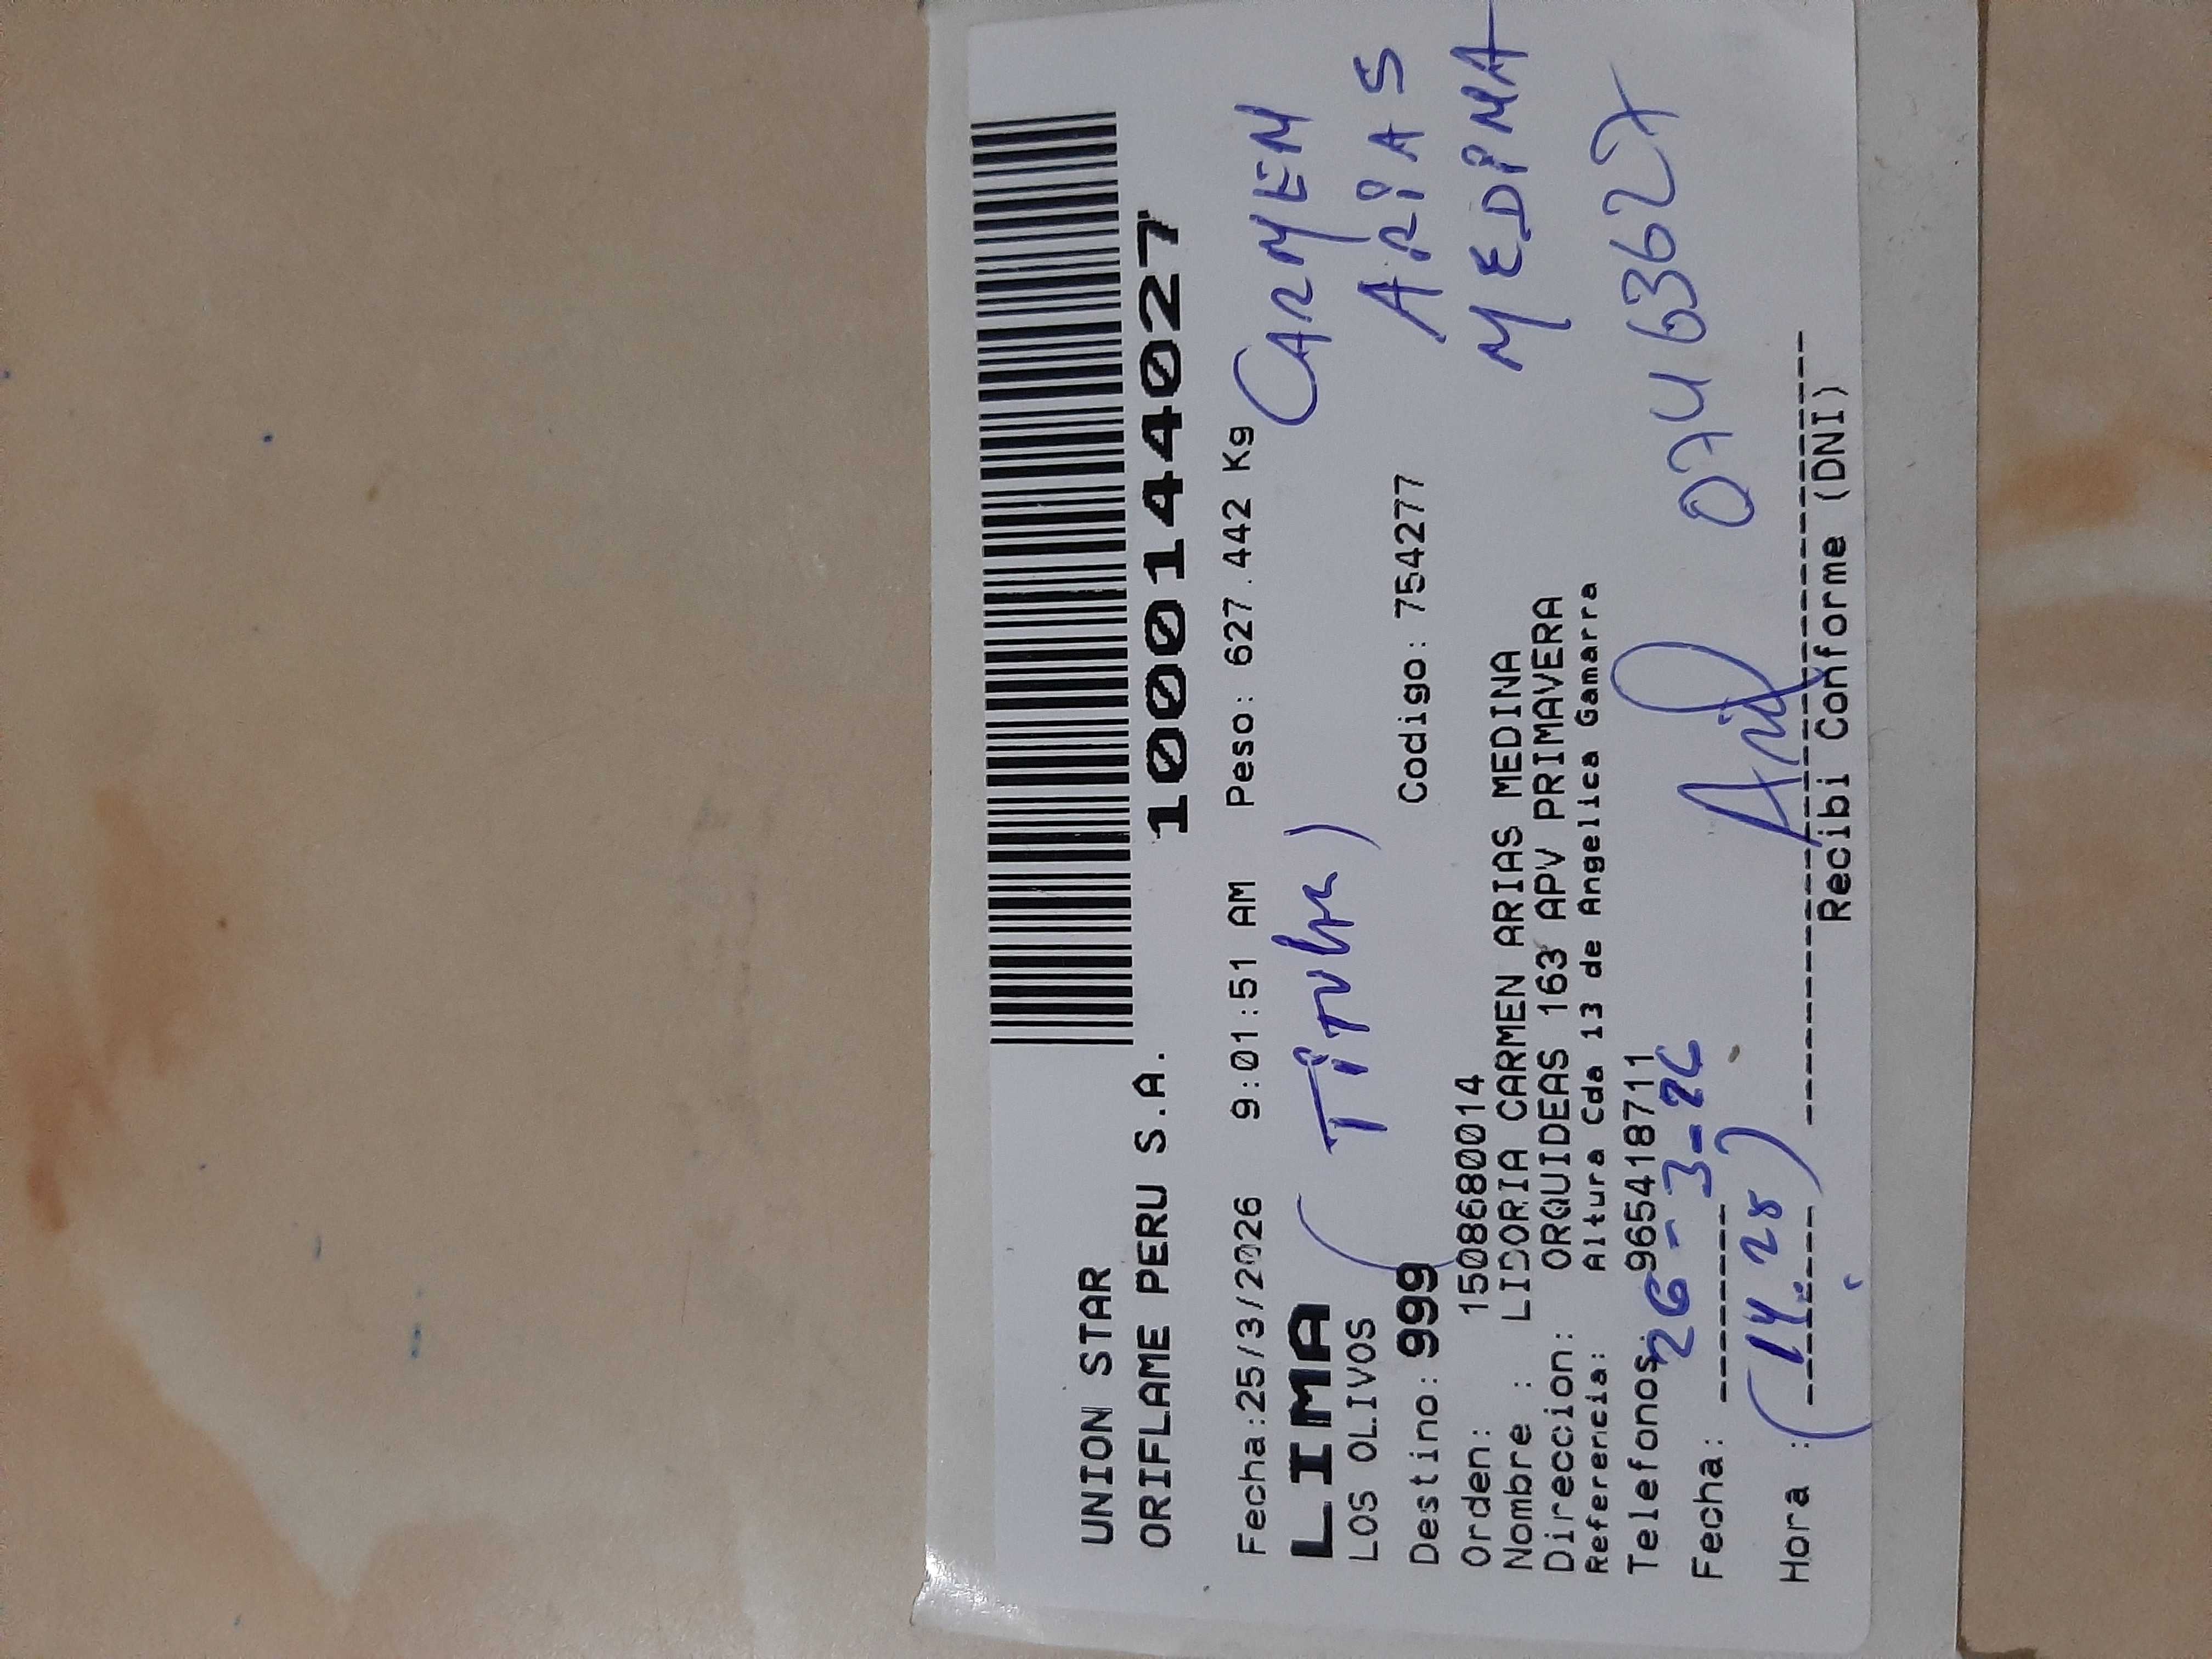 UNION STAR
ORIFLAME PERU S.A.
1000144027
Fecha:25/3/2026 9:01:51 AM Peso: 627.442 Kg
LIMA
LOS OLIVOS
(Titular)
CARMEN
ARIAS
MEDINA
Destino: 999 Codigo: 754277
Orden: 1508680014
Nombre : LIDORIA CARMEN ARIAS MEDINA
Direccion: ORQUIDEAS 163 APV PRIMAVERA
Referencia: Altura Cda 13 de Angelica Gamarra
Telefonos: 965418711
Fecha: 26-3-26
07463627
Hora : (14:28)
Recibi Conforme (DNI)